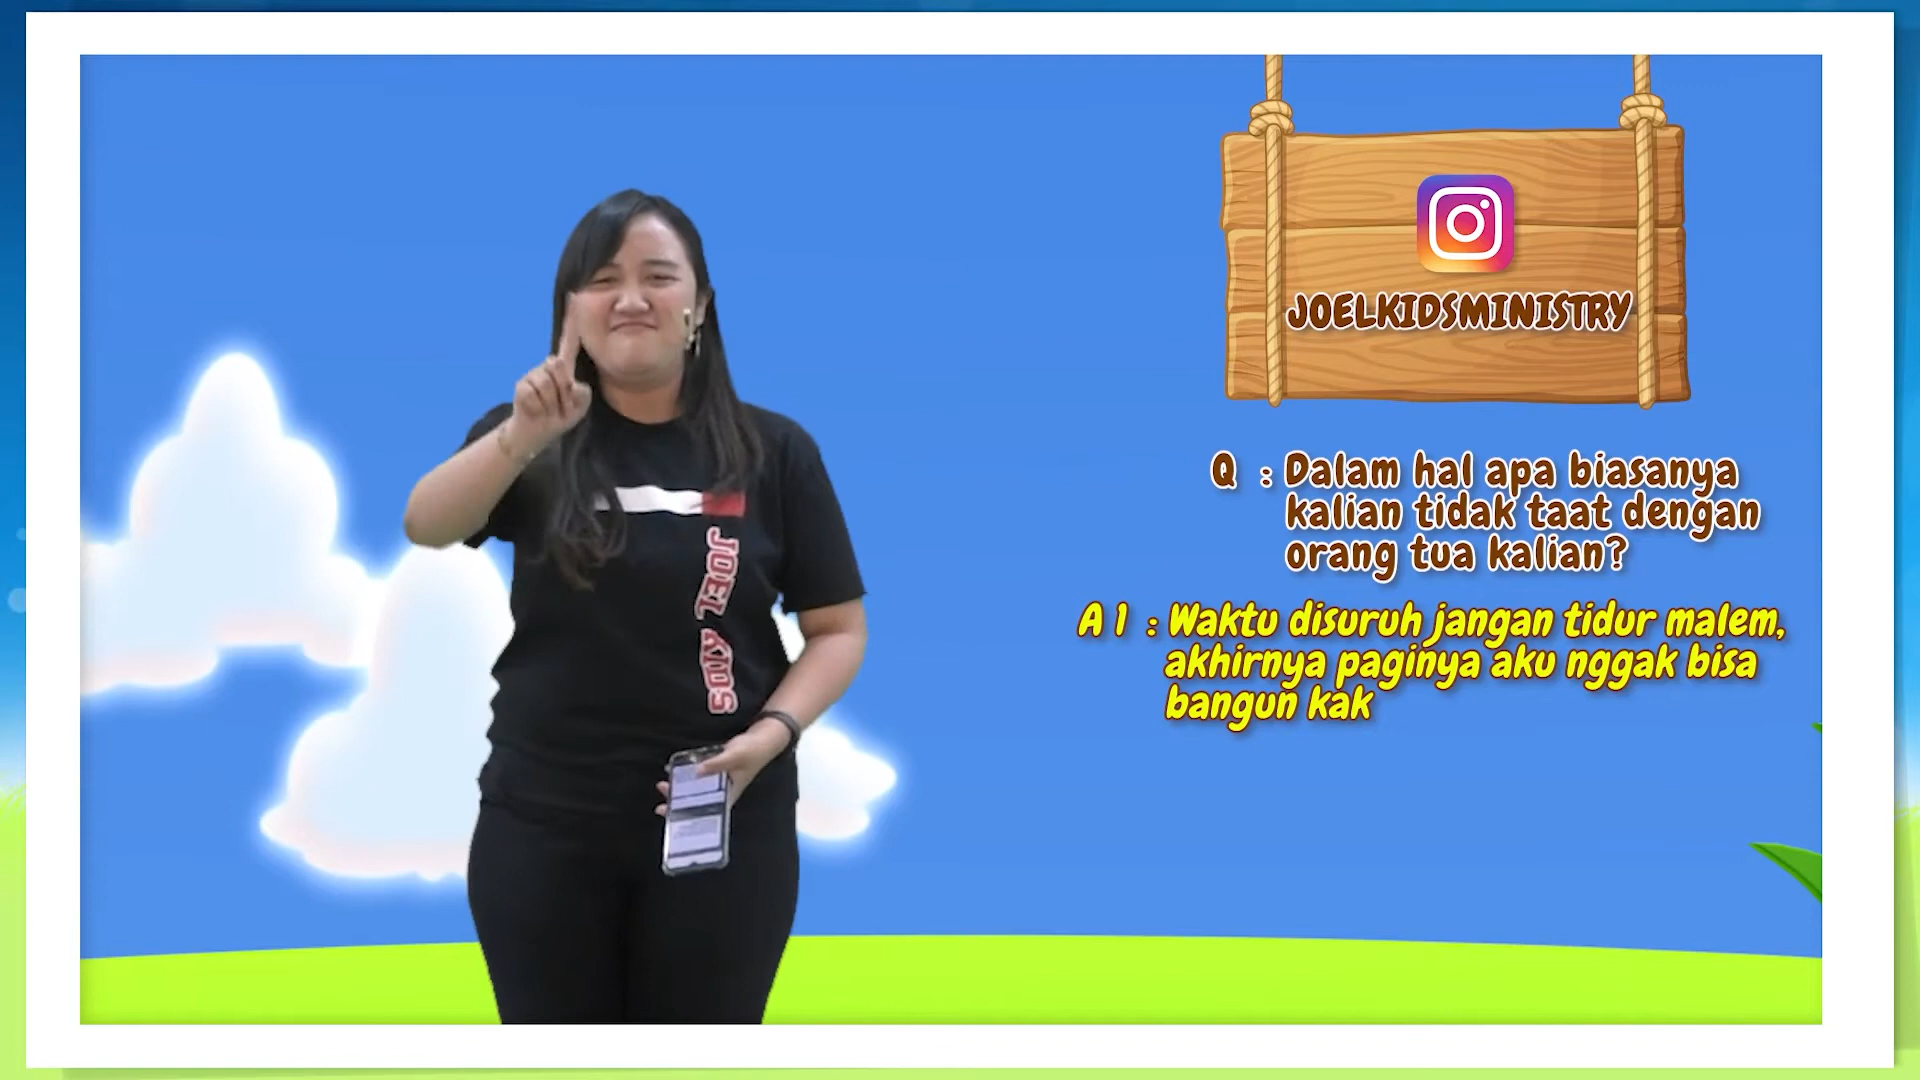 JOELKIDSMINISTRY
Q : Dalam hal apa biasanya
kalian tidak taat dengan
orang tua kalian?
A 1 : Waktu disuruh jangan tidur malem,
akhirnya paginya aku nggak bisa
bangun kak
JOEL KIDS